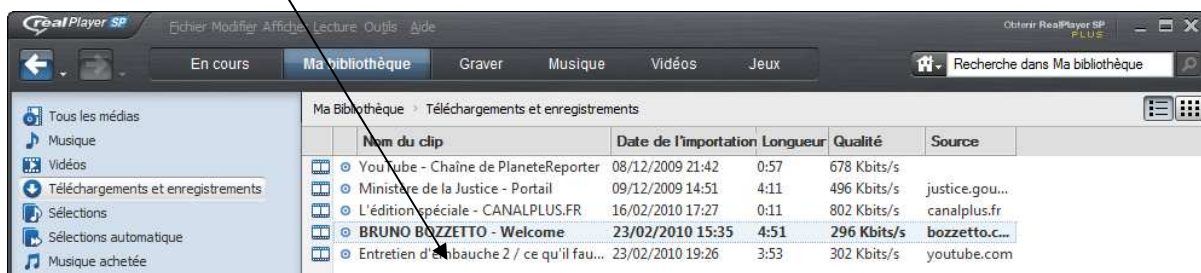 real Player SP Fichier Modifier Affichier Lecture Outils Aide Obtenir RealPlayer SP PLUS
En cours Ma bibliothèque Graver Musique Vidéos Jeux Recherche dans Ma bibliothèque
Tous les médias
Musique
Vidéos
Téléchargements et enregistrements
Sélections
Sélections automatique
Musique achetée
Ma Bibliothèque Téléchargements et enregistrements
Nom du clip Date de l'importation Longueur Qualité Source
YouTube - Chaîne de PlaneteReporter 08/12/2009 21:42 0:57 678 Kbits/s
Ministère de la Justice - Portail 09/12/2009 14:51 4:11 496 Kbits/s justice.gou...
L'édition spéciale - CANALPLUS.FR 16/02/2010 17:27 0:11 802 Kbits/s canalplus.fr
BRUNO BOZZETTO - Welcome 23/02/2010 15:35 4:51 296 Kbits/s bozzetto.c...
Entretien d'embauche 2 / ce qu'il fau... 23/02/2010 19:26 3:53 302 Kbits/s youtube.com